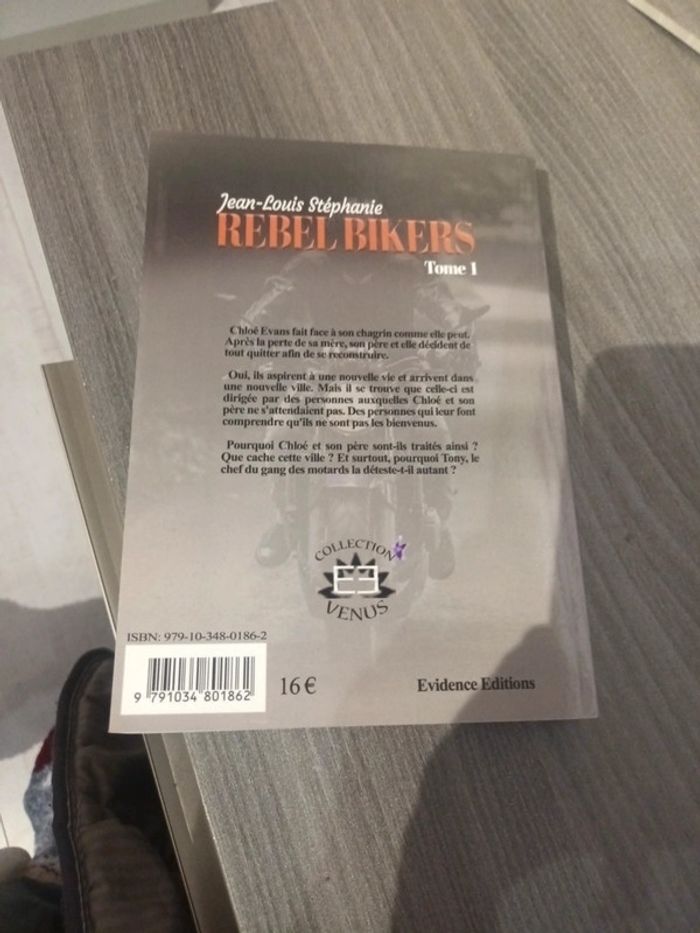 Jean-Louis Stéphanie
REBEL BIKERS
Tome 1
Chloé Evans fait face à son chagrin comme elle peut.
Après la perte de sa mère, son père et elle décident de
tout quitter afin de se reconstruire.
Oui, ils aspirent à une nouvelle vie et arrivent dans
une nouvelle ville. Mais il se trouve que celle-ci est
dirigée par des personnes auxquelles Chloé et son
père ne s'attendaient pas. Des personnes qui leur font
comprendre qu'ils ne sont pas les bienvenus.
Pourquoi Chloé et son père sont-ils traités ainsi ?
Que cache cette ville ? Et surtout, pourquoi Tony, le
chef du gang des motards la déteste-t-il autant ?
COLLECTION
EE
VENUS
ISBN: 979-10-348-0186-2
9 791034 801862
16 €
Evidence Editions